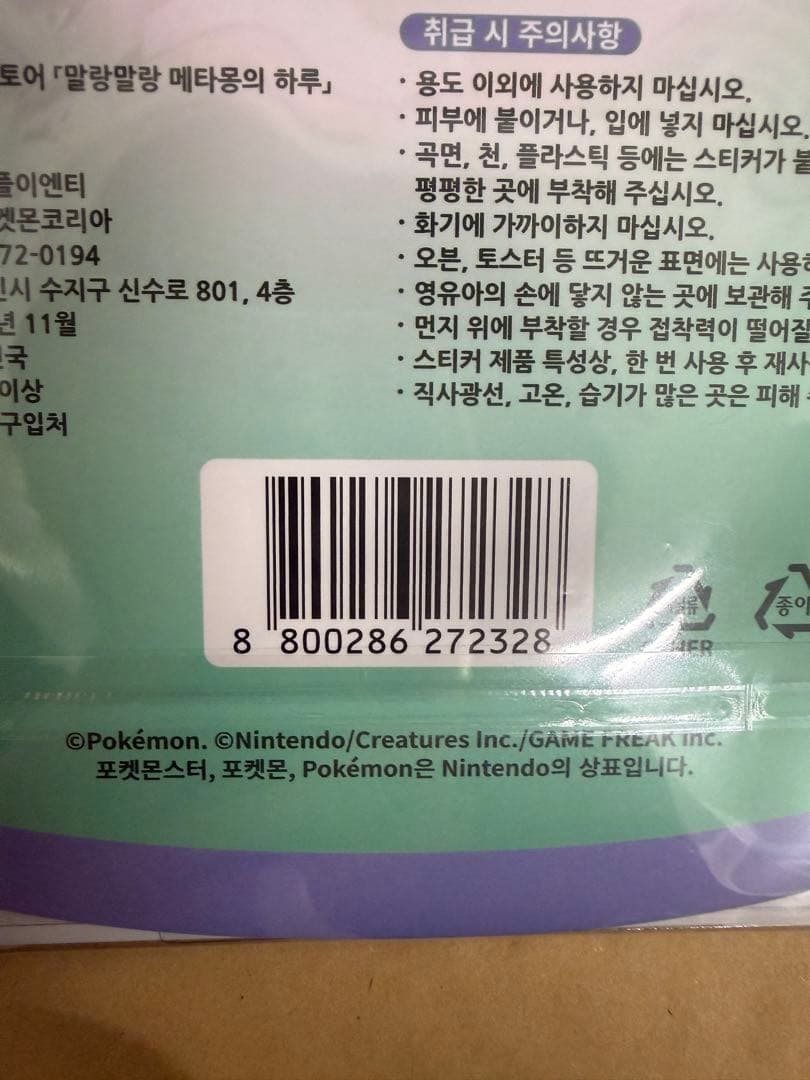 토어 「말랑말랑 메타몽의 하루」
플이엔티
켓몬코리아
72-0194
인시 수지구 신수로 801, 4층
년 11월
민국
이상
구입처
취급 시 주의사항
· 용도 이외에 사용하지 마십시오.
· 피부에 붙이거나, 입에 넣지 마십시오.
· 곡면, 천, 플라스틱 등에는 스티커가 붙
평평한 곳에 부착해 주십시오.
· 화기에 가까이하지 마십시오.
· 오븐, 토스터 등 뜨거운 표면에는 사용하
· 영유아의 손에 닿지 않는 곳에 보관해 주
· 먼지 위에 부착할 경우 접착력이 떨어질
· 스티커 제품 특성상, 한 번 사용 후 재사
· 직사광선, 고온, 습기가 많은 곳은 피해 주
8 800286 272328
종이
©Pokémon. ©Nintendo/Creatures Inc./GAME FREAK inc.
포켓몬스터, 포켓몬, Pokémon은 Nintendo의 상표입니다.